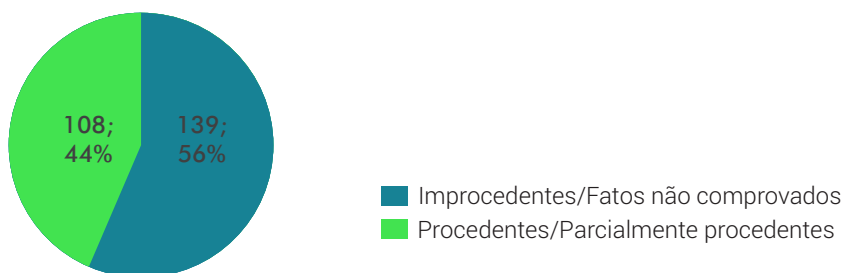 108;
44%
139;
56%
Improcedentes/Fatos não comprovados
Procedentes/Parcialmente procedentes